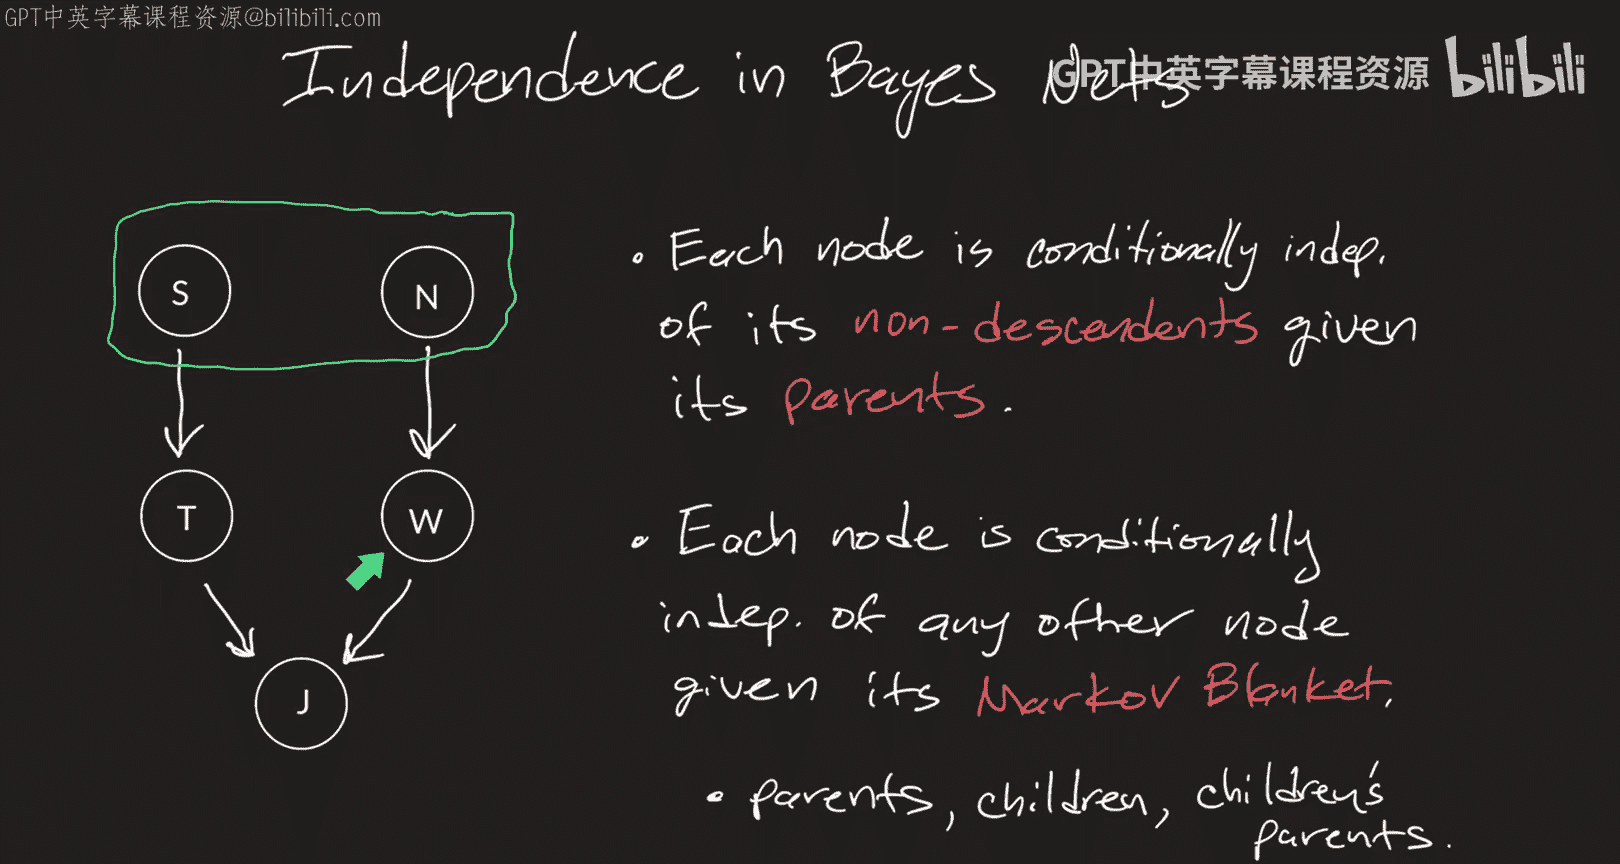 GPT中英字幕课程资源@bilibili.com
Independence in Bayes Nets
GPT中英字幕课程资源 bilibili
S
N
• Each node is conditionally indep.
of its non-descendents given
its parents.
T
W
• Each node is conditionally
indep. of any other node
given its Markov Blanket.
J
• parents, children, children's
parents.